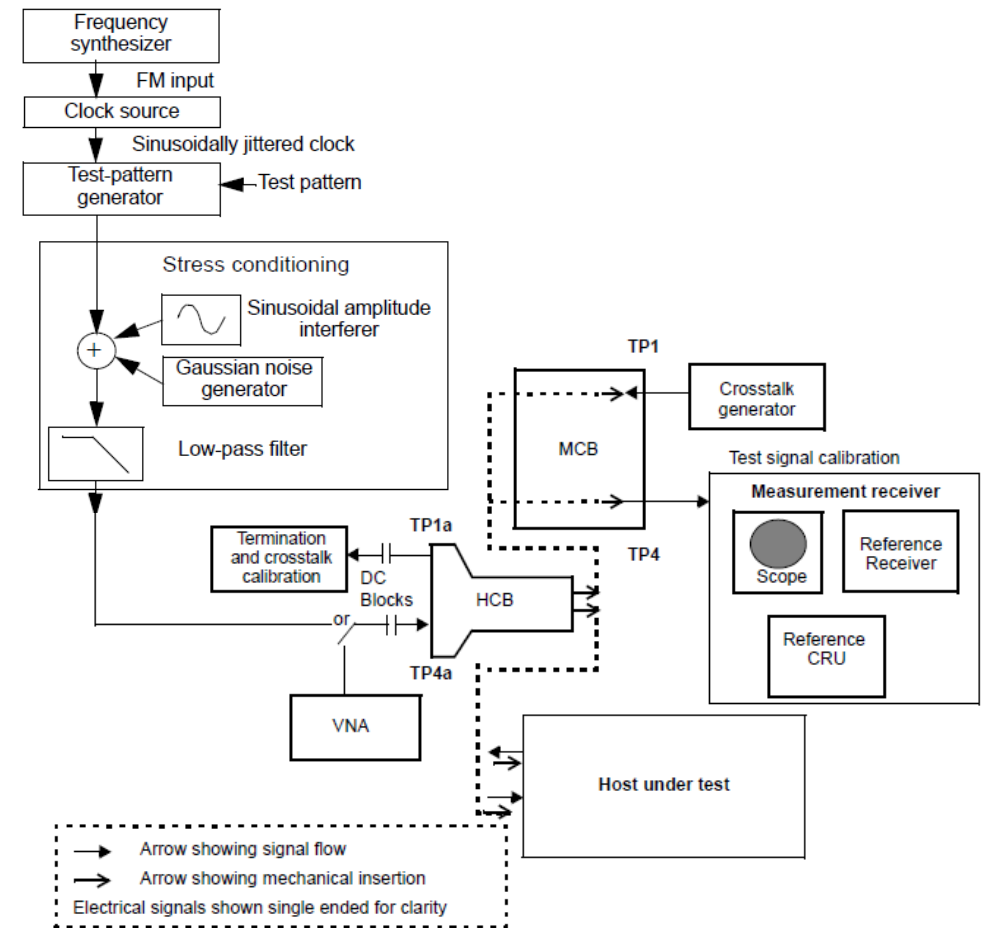 Frequency
synthesizer
FM input
Clock source
Sinusoidally jittered clock
Test-pattern
generator
Test pattern
Stress conditioning
Sinusoidal amplitude
interferer
+
Gaussian noise
generator
Low-pass filter
TP1
Crosstalk
generator
MCB
Test signal calibration
Measurement receiver
Scope
Reference
Receiver
Reference
CRU
TP4
TP1a
Termination
and crosstalk
calibration
DC
Blocks
HCB
or
TP4a
VNA
Host under test
Arrow showing signal flow
Arrow showing mechanical insertion
Electrical signals shown single ended for clarity